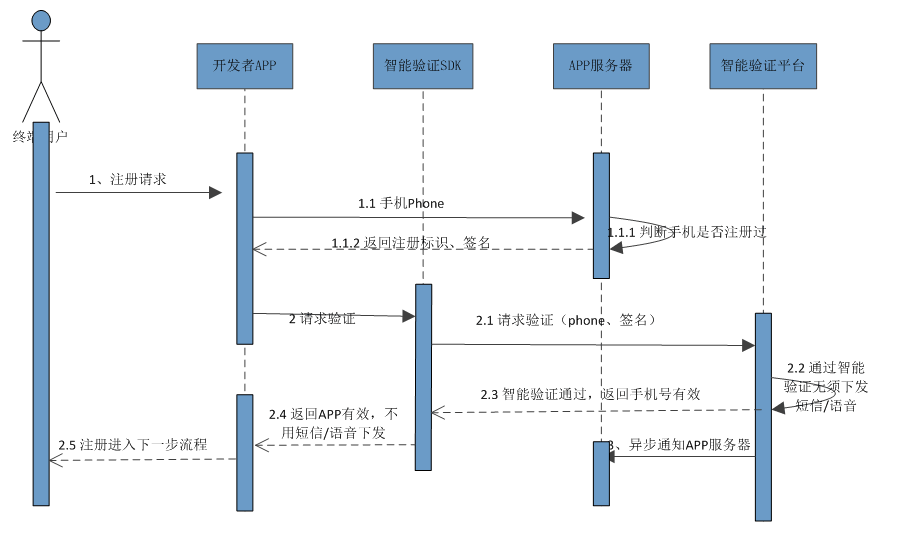 开发者APP
智能验证SDK
APP服务器
智能验证平台
终端用户
1、注册请求
1.1 手机Phone
1.1.1 判断手机是否注册过
1.1.2 返回注册标识、签名
2 请求验证
2.1 请求验证（phone、签名）
2.2 通过智能
验证无须下发
短信/语音
2.3 智能验证通过，返回手机号有效
2.4 返回APP有效，不
用短信/语音下发
2.5 注册进入下一步流程
3、异步通知APP服务器